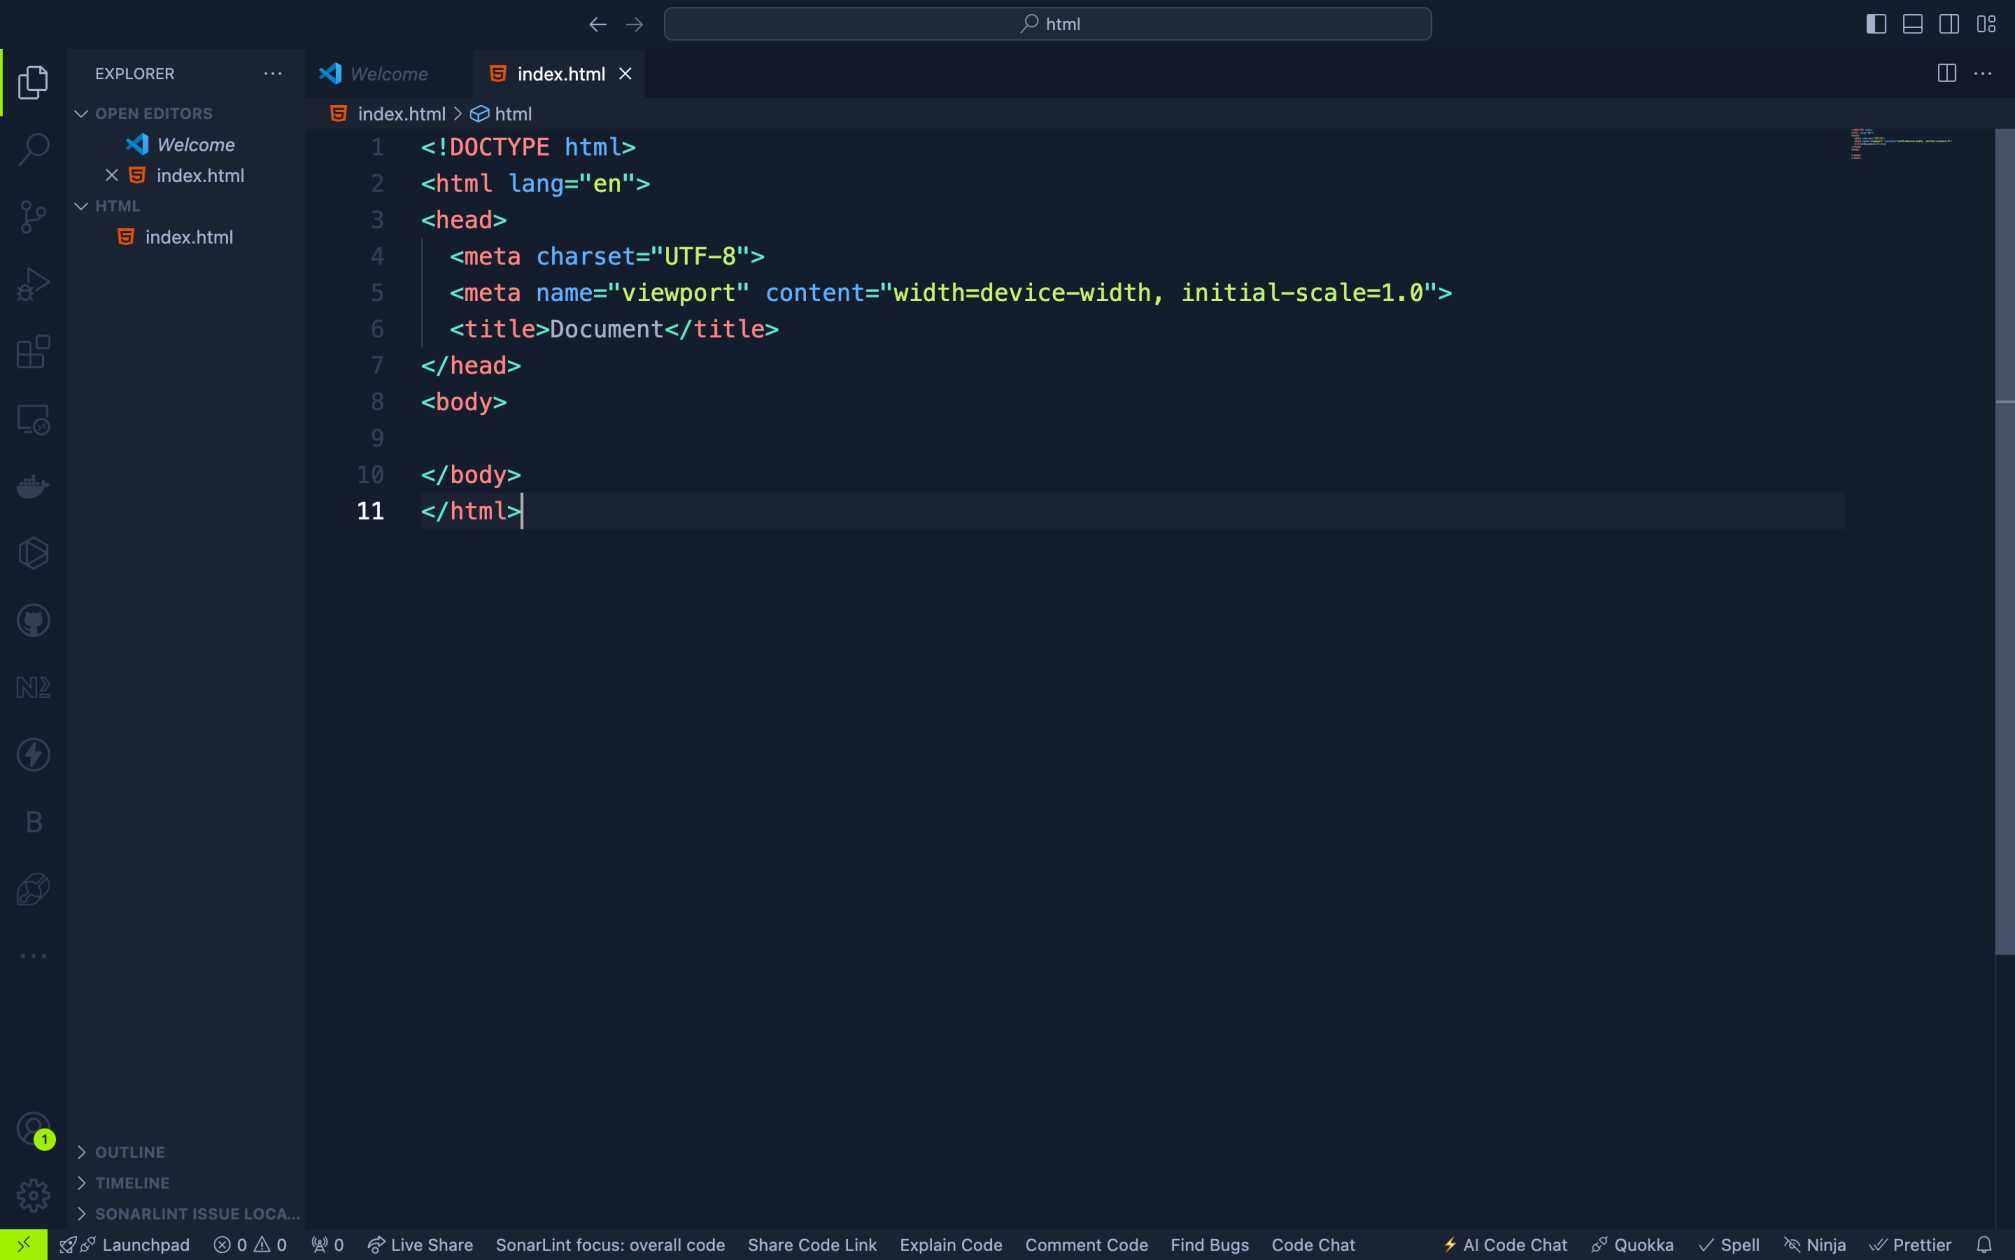 html
EXPLORER
Welcome
index.html
OPEN EDITORS
Welcome
index.html
HTML
index.html
index.html > html
1 <!DOCTYPE html>
2 <html lang="en">
3 <head>
4 <meta charset="UTF-8">
5 <meta name="viewport" content="width=device-width, initial-scale=1.0">
6 <title>Document</title>
7 </head>
8 <body>
9
10 </body>
11 </html>
B
1
OUTLINE
TIMELINE
SONARLINT ISSUE LOCA...
Launchpad 0 0 0 Live Share SonarLint focus: overall code Share Code Link Explain Code Comment Code Find Bugs Code Chat AI Code Chat Quokka Spell Ninja Prettier